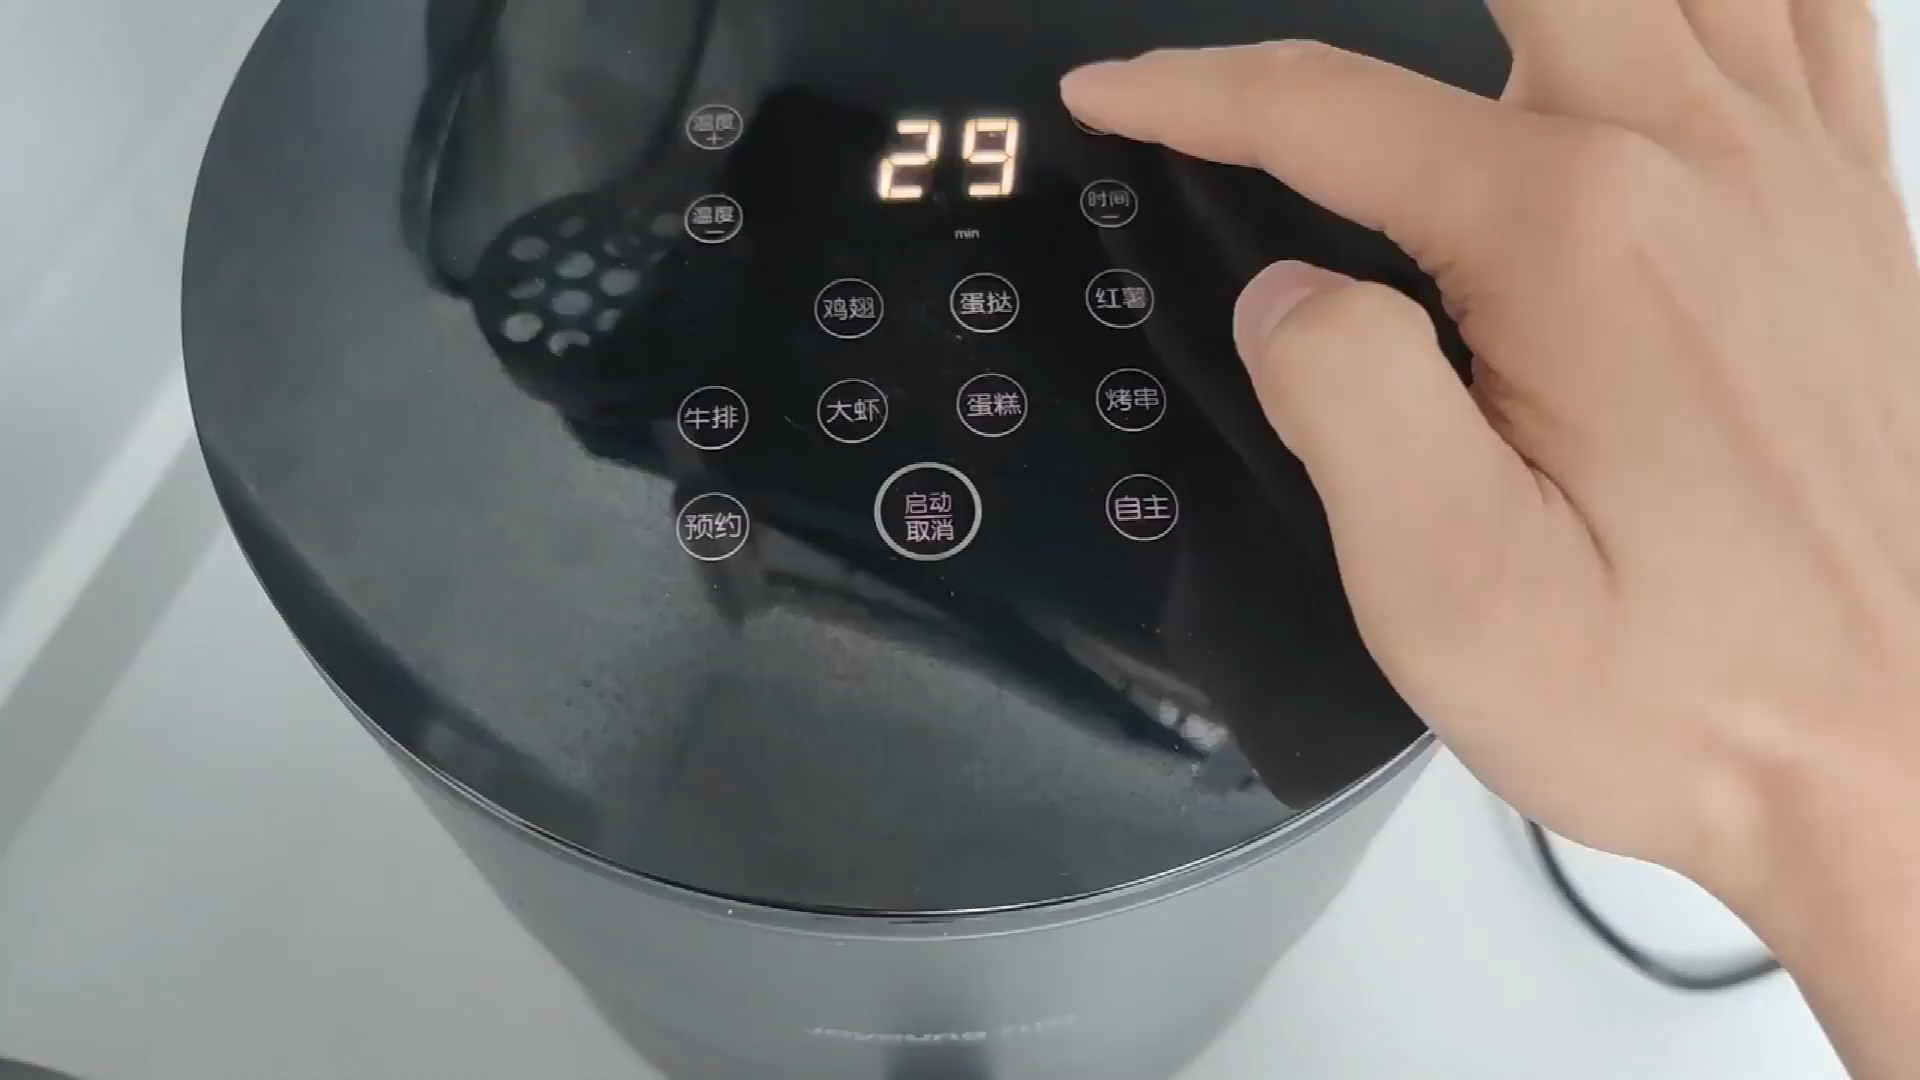 温度
+
29
温度
-
时间
-
min
鸡翅
蛋挞
红薯
牛排
大虾
蛋糕
烤串
预约
启动
取消
自主